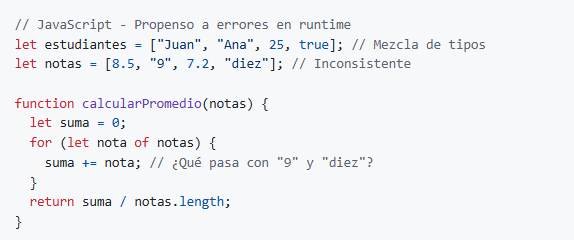 // JavaScript - Propenso a errores en runtime
let estudiantes = ["Juan", "Ana", 25, true]; // Mezcla de tipos
let notas = [8.5, "9", 7.2, "diez"]; // Inconsistente

function calcularPromedio(notas) {
  let suma = 0;
  for (let nota of notas) {
    suma += nota; // ¿Qué pasa con "9" y "diez"?
  }
  return suma / notas.length;
}